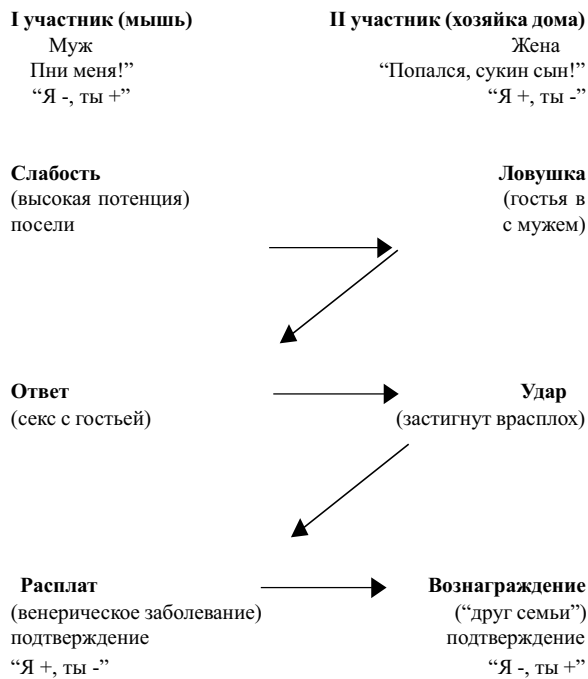 I участник (мышь) II участник (хозяйка дома)
Муж Жена
Пни меня!” “Попался, сукин сын!”
“Я -, ты +” “Я +, ты -”
Слабость Ловушка
(высокая потенция) (гостья в
посели с мужем)
Ответ Удар
(секс с гостьей) (застигнут врасплох)
Расплат Вознаграждение
(венерическое заболевание) (“друг семьи”)
подтверждение подтверждение
“Я +, ты -” “Я -, ты +”